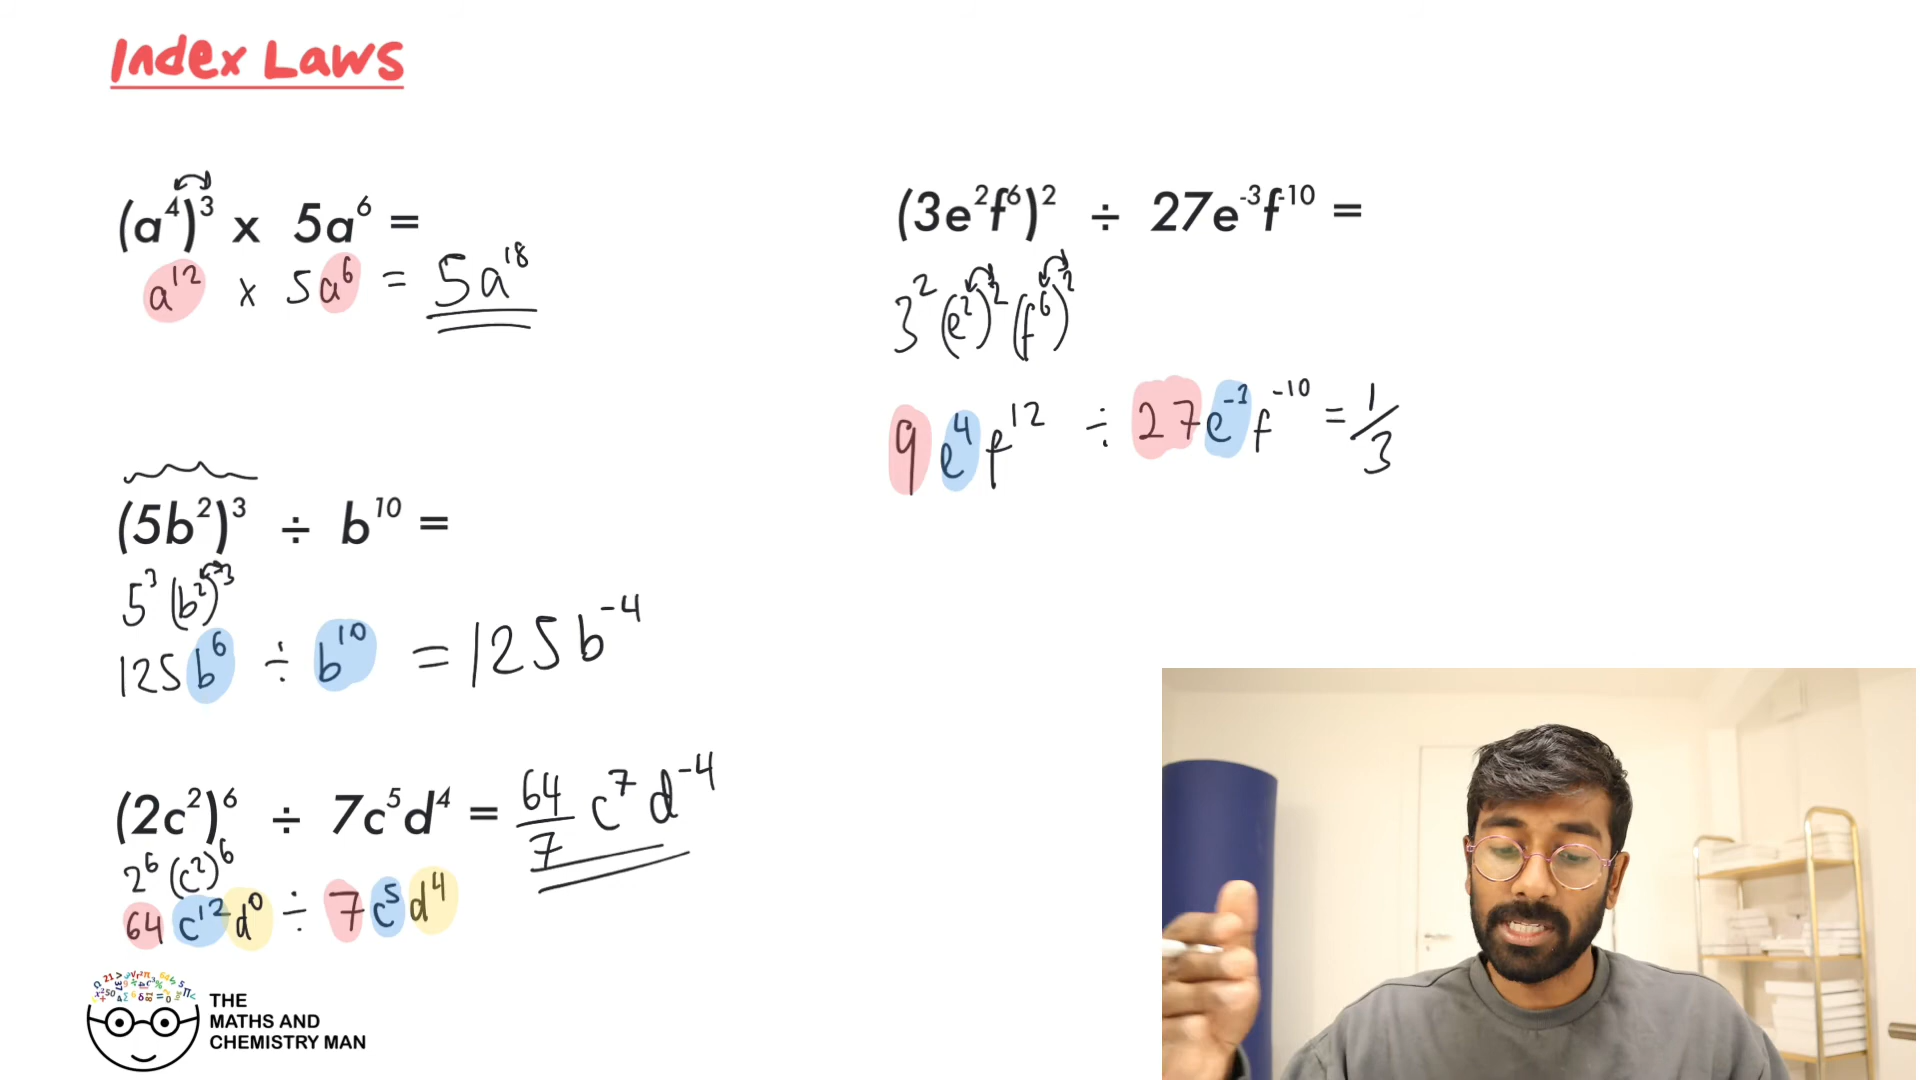 Index Laws
(a⁴)³ x 5a⁶ =
a¹² x 5a⁶ = 5a¹⁸
(5b²)³ ÷ b¹⁰ =
5³(b²)³
125b⁶ ÷ b¹⁰ = 125b⁻⁴
(2c²)⁶ ÷ 7c⁵d⁴ = 64/7 c⁷d⁻⁴
2⁶(c²)⁶
64c¹²d⁰ ÷ 7c⁵d⁴
(3e²f⁶)² ÷ 27e⁻³f⁻¹⁰ =
3²(e²)²(f⁶)²
9e⁴f¹² ÷ 27e⁻³f⁻¹⁰ = 1/3
THE
MATHS AND
CHEMISTRY MAN